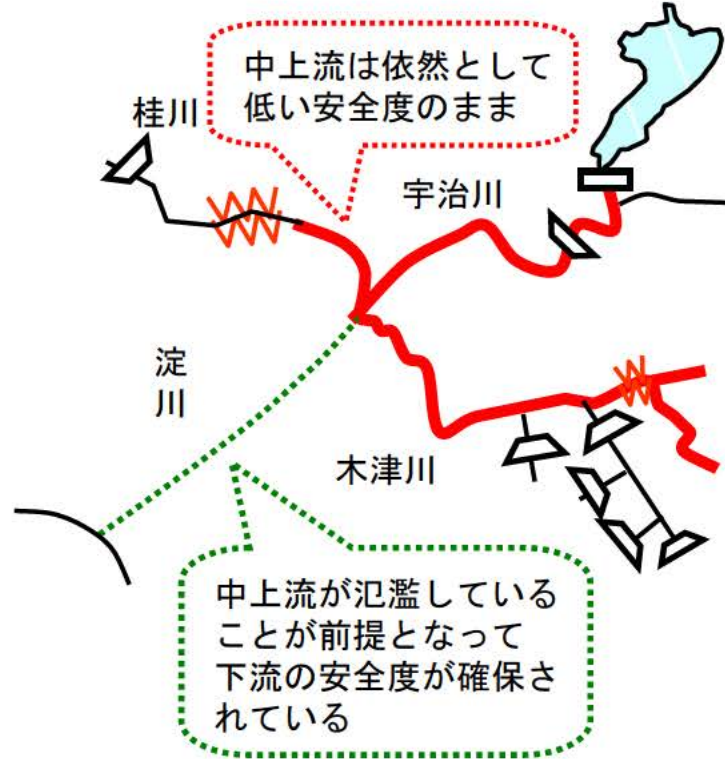 中上流は依然として
低い安全度のまま
桂川
宇治川
淀
川
木津川
中上流が氾濫している
ことが前提となって
下流の安全度が確保さ
れている